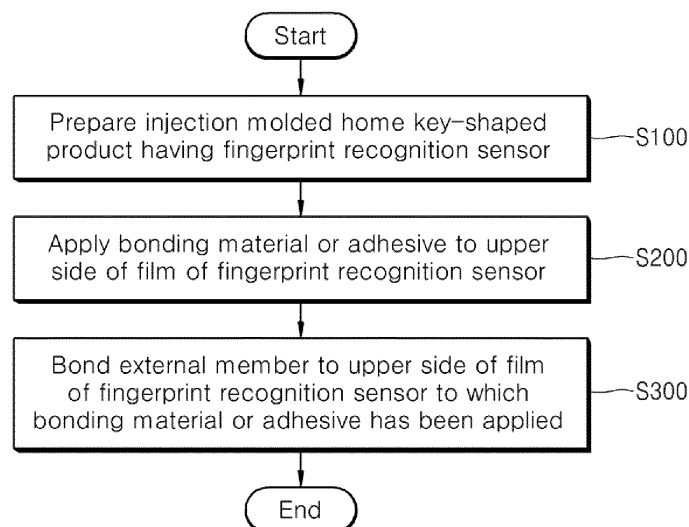 Start
Prepare injection molded home key-shaped
product having fingerprint recognition sensor
S100
Apply bonding material or adhesive to upper
side of film of fingerprint recognition sensor
S200
Bond external member to upper side of film
of fingerprint recognition sensor to which
bonding material or adhesive has been applied
S300
End